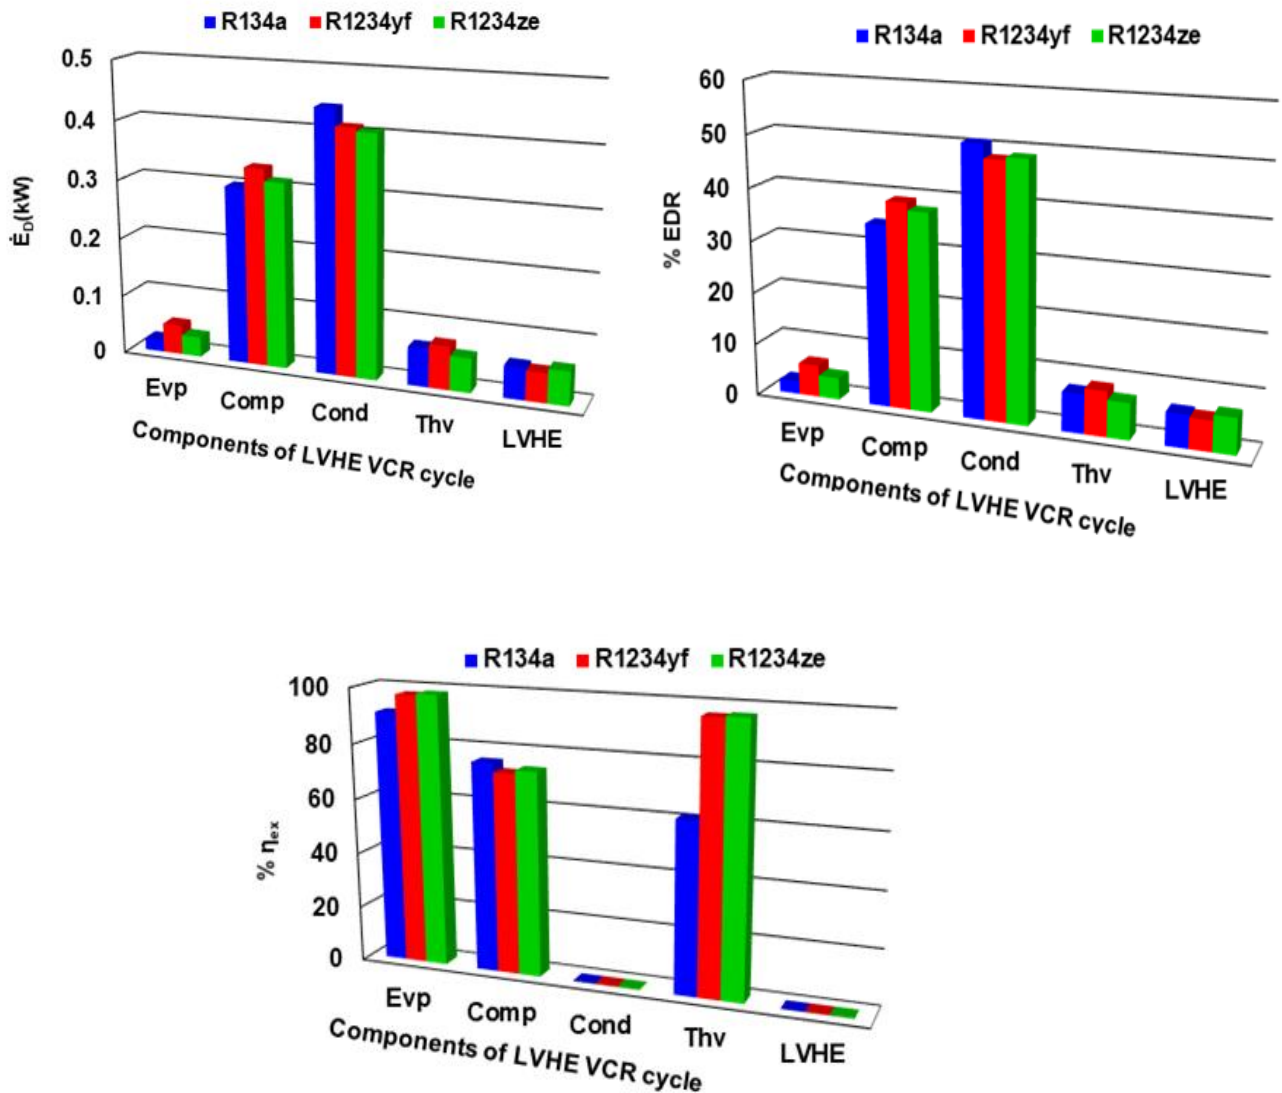 R134a R1234yf R1234ze
0.5
0.4
0.3
0.2
0.1
0
ĖD(kW)
Evp Comp Cond Thv LVHE
Components of LVHE VCR cycle
R134a R1234yf R1234ze
60
50
40
30
20
10
0
% EDR
Evp Comp Cond Thv LVHE
Components of LVHE VCR cycle
R134a R1234yf R1234ze
100
80
60
40
20
0
% ηex
Evp Comp Cond Thv LVHE
Components of LVHE VCR cycle